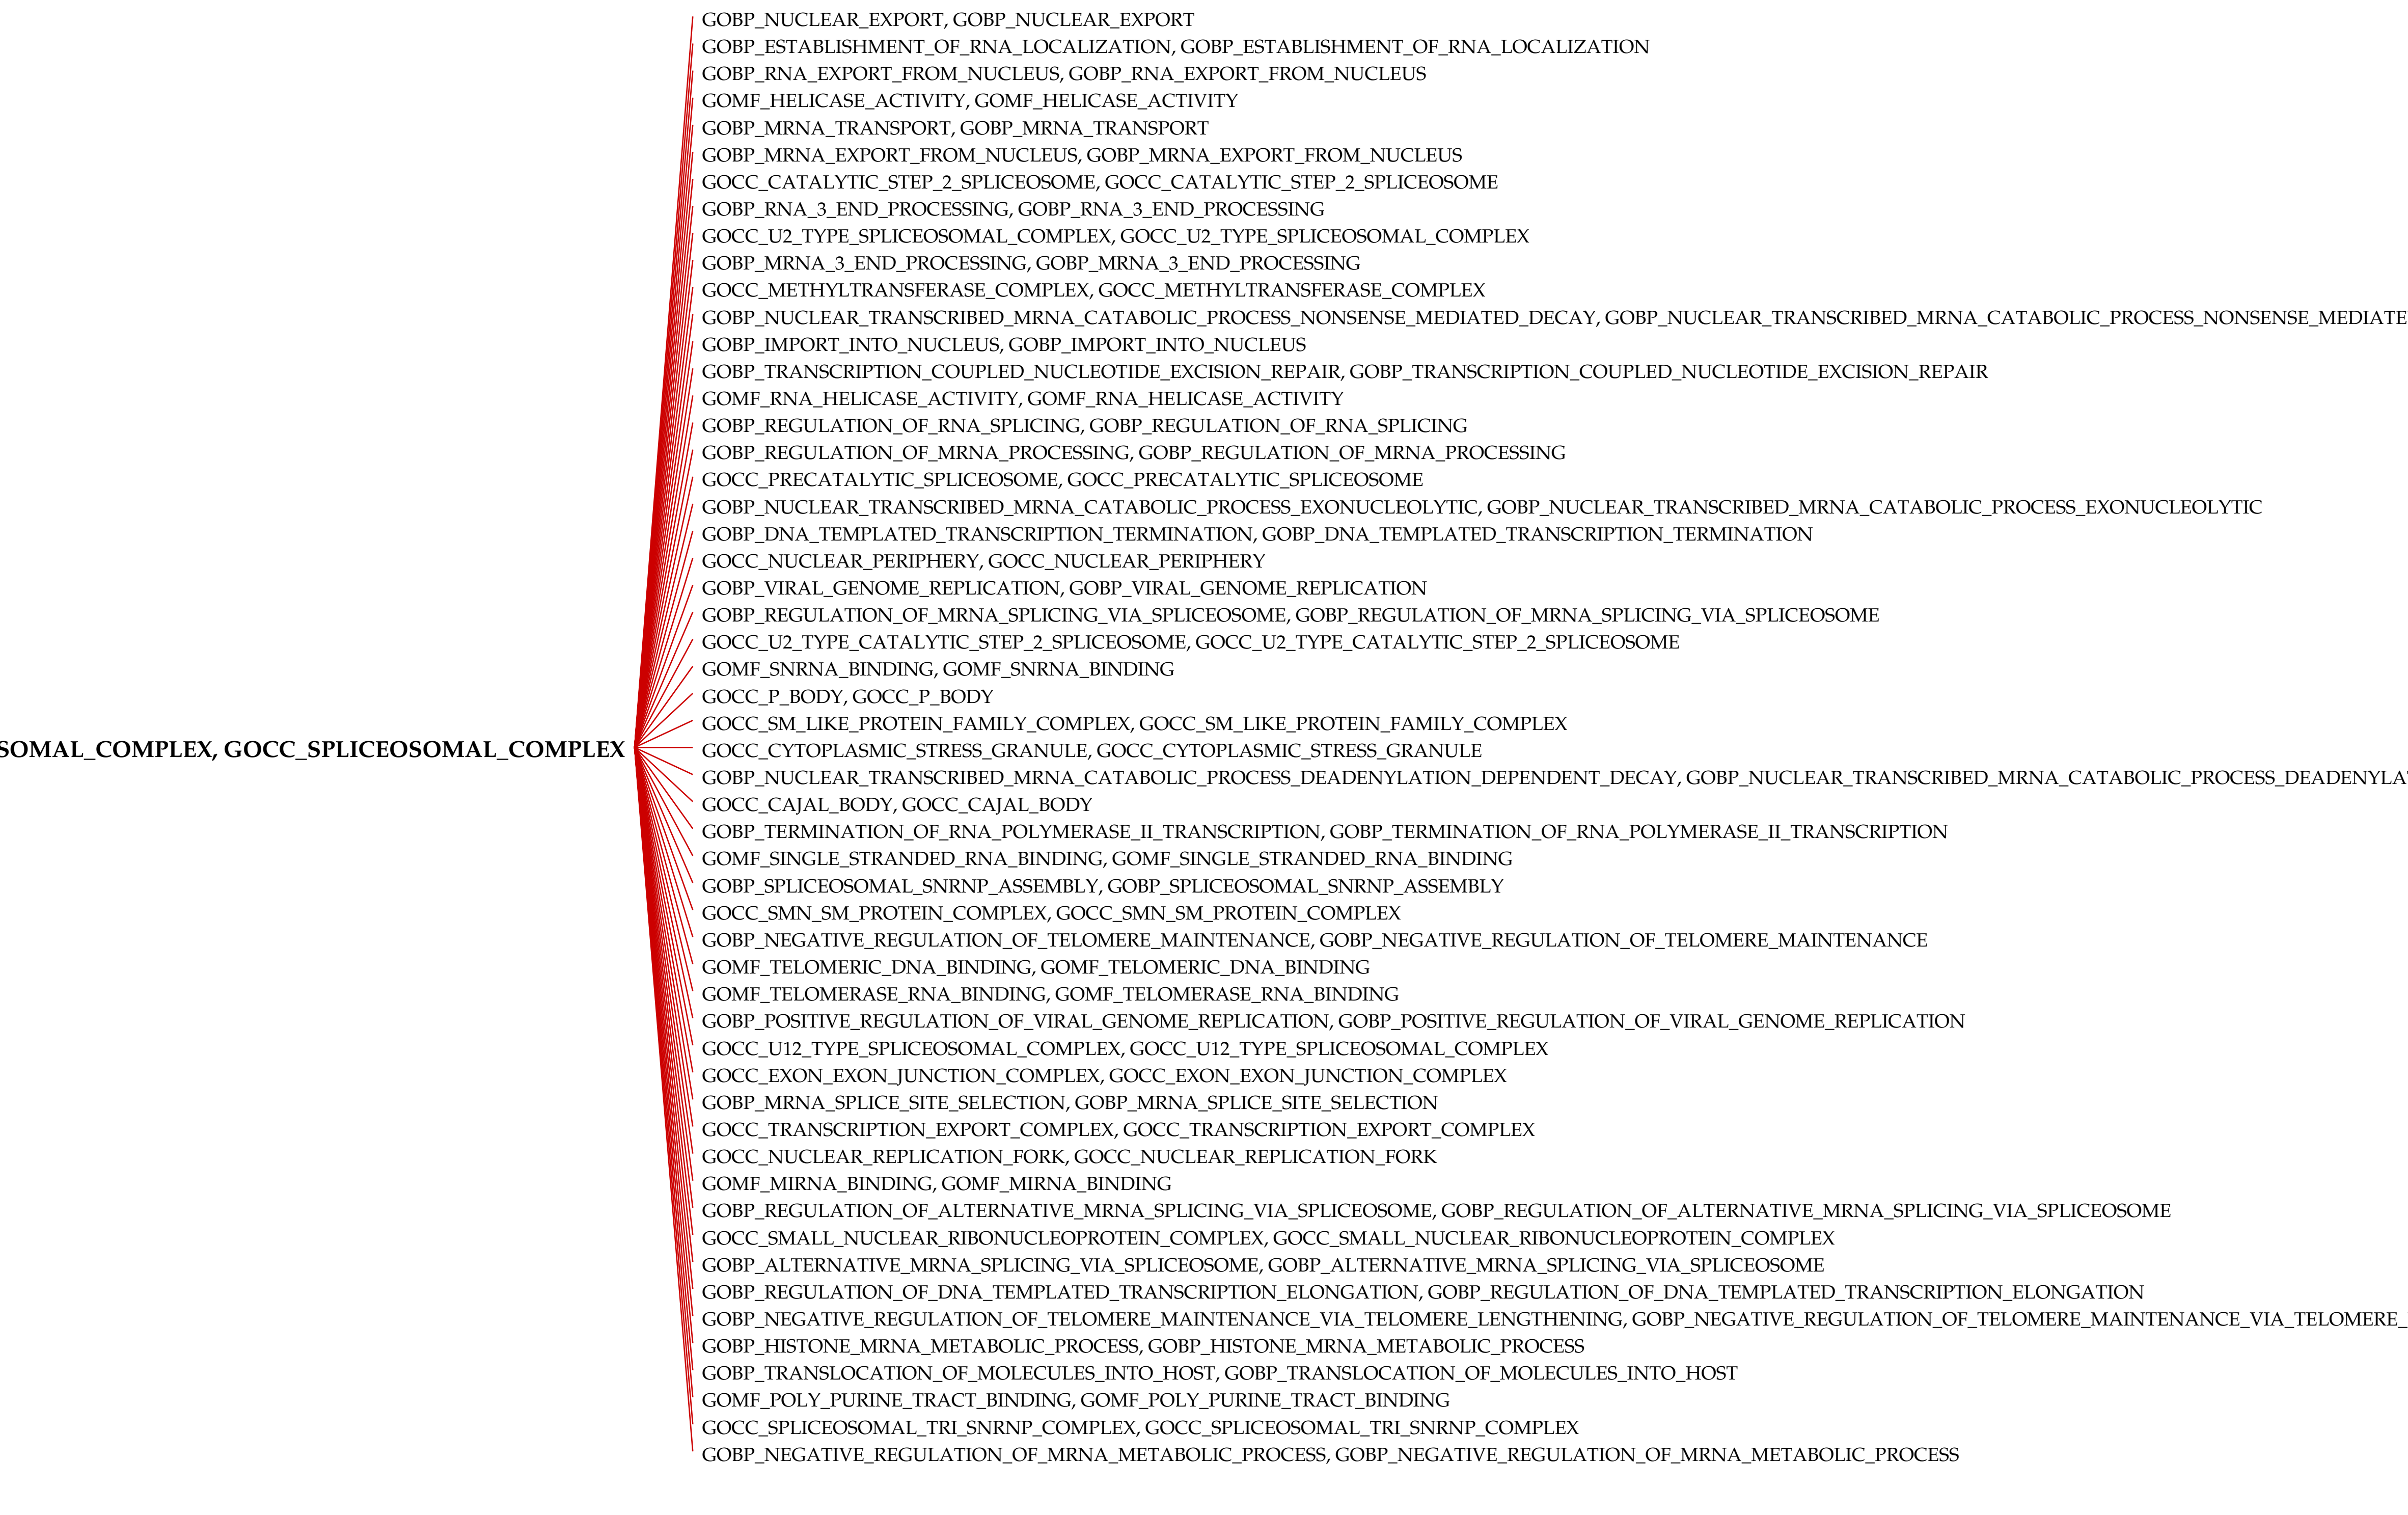 GOBP_NUCLEAR_EXPORT, GOBP_NUCLEAR_EXPORT
GOBP_ESTABLISHMENT_OF_RNA_LOCALIZATION, GOBP_ESTABLISHMENT_OF_RNA_LOCALIZATION
GOBP_RNA_EXPORT_FROM_NUCLEUS, GOBP_RNA_EXPORT_FROM_NUCLEUS
GOMF_HELICASE_ACTIVITY, GOMF_HELICASE_ACTIVITY
GOBP_MRNA_TRANSPORT, GOBP_MRNA_TRANSPORT
GOBP_MRNA_EXPORT_FROM_NUCLEUS, GOBP_MRNA_EXPORT_FROM_NUCLEUS
GOCC_CATALYTIC_STEP_2_SPLICEOSOME, GOCC_CATALYTIC_STEP_2_SPLICEOSOME
GOBP_RNA_3_END_PROCESSING, GOBP_RNA_3_END_PROCESSING
GOCC_U2_TYPE_SPLICEOSOMAL_COMPLEX, GOCC_U2_TYPE_SPLICEOSOMAL_COMPLEX
GOBP_MRNA_3_END_PROCESSING, GOBP_MRNA_3_END_PROCESSING
GOCC_METHYLTRANSFERASE_COMPLEX, GOCC_METHYLTRANSFERASE_COMPLEX
GOBP_NUCLEAR_TRANSCRIBED_MRNA_CATABOLIC_PROCESS_NONSENSE_MEDIATED_DECAY, GOBP_NUCLEAR_TRANSCRIBED_MRNA_CATABOLIC_PROCESS_NONSENSE_MEDIATE
GOBP_IMPORT_INTO_NUCLEUS, GOBP_IMPORT_INTO_NUCLEUS
GOBP_TRANSCRIPTION_COUPLED_NUCLEOTIDE_EXCISION_REPAIR, GOBP_TRANSCRIPTION_COUPLED_NUCLEOTIDE_EXCISION_REPAIR
GOMF_RNA_HELICASE_ACTIVITY, GOMF_RNA_HELICASE_ACTIVITY
GOBP_REGULATION_OF_RNA_SPLICING, GOBP_REGULATION_OF_RNA_SPLICING
GOBP_REGULATION_OF_MRNA_PROCESSING, GOBP_REGULATION_OF_MRNA_PROCESSING
GOCC_PRECATALYTIC_SPLICEOSOME, GOCC_PRECATALYTIC_SPLICEOSOME
GOBP_NUCLEAR_TRANSCRIBED_MRNA_CATABOLIC_PROCESS_EXONUCLEOLYTIC, GOBP_NUCLEAR_TRANSCRIBED_MRNA_CATABOLIC_PROCESS_EXONUCLEOLYTIC
GOBP_DNA_TEMPLATED_TRANSCRIPTION_TERMINATION, GOBP_DNA_TEMPLATED_TRANSCRIPTION_TERMINATION
GOCC_NUCLEAR_PERIPHERY, GOCC_NUCLEAR_PERIPHERY
GOBP_VIRAL_GENOME_REPLICATION, GOBP_VIRAL_GENOME_REPLICATION
GOBP_REGULATION_OF_MRNA_SPLICING_VIA_SPLICEOSOME, GOBP_REGULATION_OF_MRNA_SPLICING_VIA_SPLICEOSOME
GOCC_U2_TYPE_CATALYTIC_STEP_2_SPLICEOSOME, GOCC_U2_TYPE_CATALYTIC_STEP_2_SPLICEOSOME
GOMF_SNRNA_BINDING, GOMF_SNRNA_BINDING
GOCC_P_BODY, GOCC_P_BODY
GOCC_SM_LIKE_PROTEIN_FAMILY_COMPLEX, GOCC_SM_LIKE_PROTEIN_FAMILY_COMPLEX
SOMAL_COMPLEX, GOCC_SPLICEOSOMAL_COMPLEX
GOCC_CYTOPLASMIC_STRESS_GRANULE, GOCC_CYTOPLASMIC_STRESS_GRANULE
GOBP_NUCLEAR_TRANSCRIBED_MRNA_CATABOLIC_PROCESS_DEADENYLATION_DEPENDENT_DECAY, GOBP_NUCLEAR_TRANSCRIBED_MRNA_CATABOLIC_PROCESS_DEADENYLA
GOCC_CAJAL_BODY, GOCC_CAJAL_BODY
GOBP_TERMINATION_OF_RNA_POLYMERASE_II_TRANSCRIPTION, GOBP_TERMINATION_OF_RNA_POLYMERASE_II_TRANSCRIPTION
GOMF_SINGLE_STRANDED_RNA_BINDING, GOMF_SINGLE_STRANDED_RNA_BINDING
GOBP_SPLICEOSOMAL_SNRNP_ASSEMBLY, GOBP_SPLICEOSOMAL_SNRNP_ASSEMBLY
GOCC_SMN_SM_PROTEIN_COMPLEX, GOCC_SMN_SM_PROTEIN_COMPLEX
GOBP_NEGATIVE_REGULATION_OF_TELOMERE_MAINTENANCE, GOBP_NEGATIVE_REGULATION_OF_TELOMERE_MAINTENANCE
GOMF_TELOMERIC_DNA_BINDING, GOMF_TELOMERIC_DNA_BINDING
GOMF_TELOMERASE_RNA_BINDING, GOMF_TELOMERASE_RNA_BINDING
GOBP_POSITIVE_REGULATION_OF_VIRAL_GENOME_REPLICATION, GOBP_POSITIVE_REGULATION_OF_VIRAL_GENOME_REPLICATION
GOCC_U12_TYPE_SPLICEOSOMAL_COMPLEX, GOCC_U12_TYPE_SPLICEOSOMAL_COMPLEX
GOCC_EXON_EXON_JUNCTION_COMPLEX, GOCC_EXON_EXON_JUNCTION_COMPLEX
GOBP_MRNA_SPLICE_SITE_SELECTION, GOBP_MRNA_SPLICE_SITE_SELECTION
GOCC_TRANSCRIPTION_EXPORT_COMPLEX, GOCC_TRANSCRIPTION_EXPORT_COMPLEX
GOCC_NUCLEAR_REPLICATION_FORK, GOCC_NUCLEAR_REPLICATION_FORK
GOMF_MIRNA_BINDING, GOMF_MIRNA_BINDING
GOBP_REGULATION_OF_ALTERNATIVE_MRNA_SPLICING_VIA_SPLICEOSOME, GOBP_REGULATION_OF_ALTERNATIVE_MRNA_SPLICING_VIA_SPLICEOSOME
GOCC_SMALL_NUCLEAR_RIBONUCLEOPROTEIN_COMPLEX, GOCC_SMALL_NUCLEAR_RIBONUCLEOPROTEIN_COMPLEX
GOBP_ALTERNATIVE_MRNA_SPLICING_VIA_SPLICEOSOME, GOBP_ALTERNATIVE_MRNA_SPLICING_VIA_SPLICEOSOME
GOBP_REGULATION_OF_DNA_TEMPLATED_TRANSCRIPTION_ELONGATION, GOBP_REGULATION_OF_DNA_TEMPLATED_TRANSCRIPTION_ELONGATION
GOBP_NEGATIVE_REGULATION_OF_TELOMERE_MAINTENANCE_VIA_TELOMERE_LENGTHENING, GOBP_NEGATIVE_REGULATION_OF_TELOMERE_MAINTENANCE_VIA_TELOMERE_
GOBP_HISTONE_MRNA_METABOLIC_PROCESS, GOBP_HISTONE_MRNA_METABOLIC_PROCESS
GOBP_TRANSLOCATION_OF_MOLECULES_INTO_HOST, GOBP_TRANSLOCATION_OF_MOLECULES_INTO_HOST
GOMF_POLY_PURINE_TRACT_BINDING, GOMF_POLY_PURINE_TRACT_BINDING
GOCC_SPLICEOSOMAL_TRI_SNRNP_COMPLEX, GOCC_SPLICEOSOMAL_TRI_SNRNP_COMPLEX
GOBP_NEGATIVE_REGULATION_OF_MRNA_METABOLIC_PROCESS, GOBP_NEGATIVE_REGULATION_OF_MRNA_METABOLIC_PROCESS